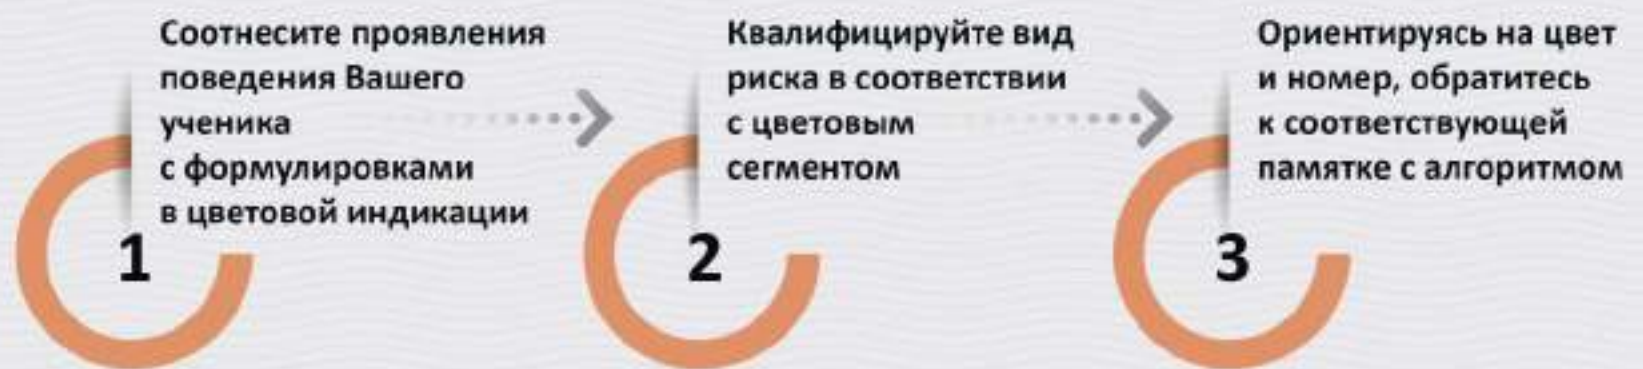 Соотнесите проявления
поведения Вашего
ученика
с формулировками
в цветовой индикации
1
Квалифицируйте вид
риска в соответствии
с цветовым
сегментом
2
Ориентируясь на цвет
и номер, обратитесь
к соответствующей
памятке с алгоритмом
3